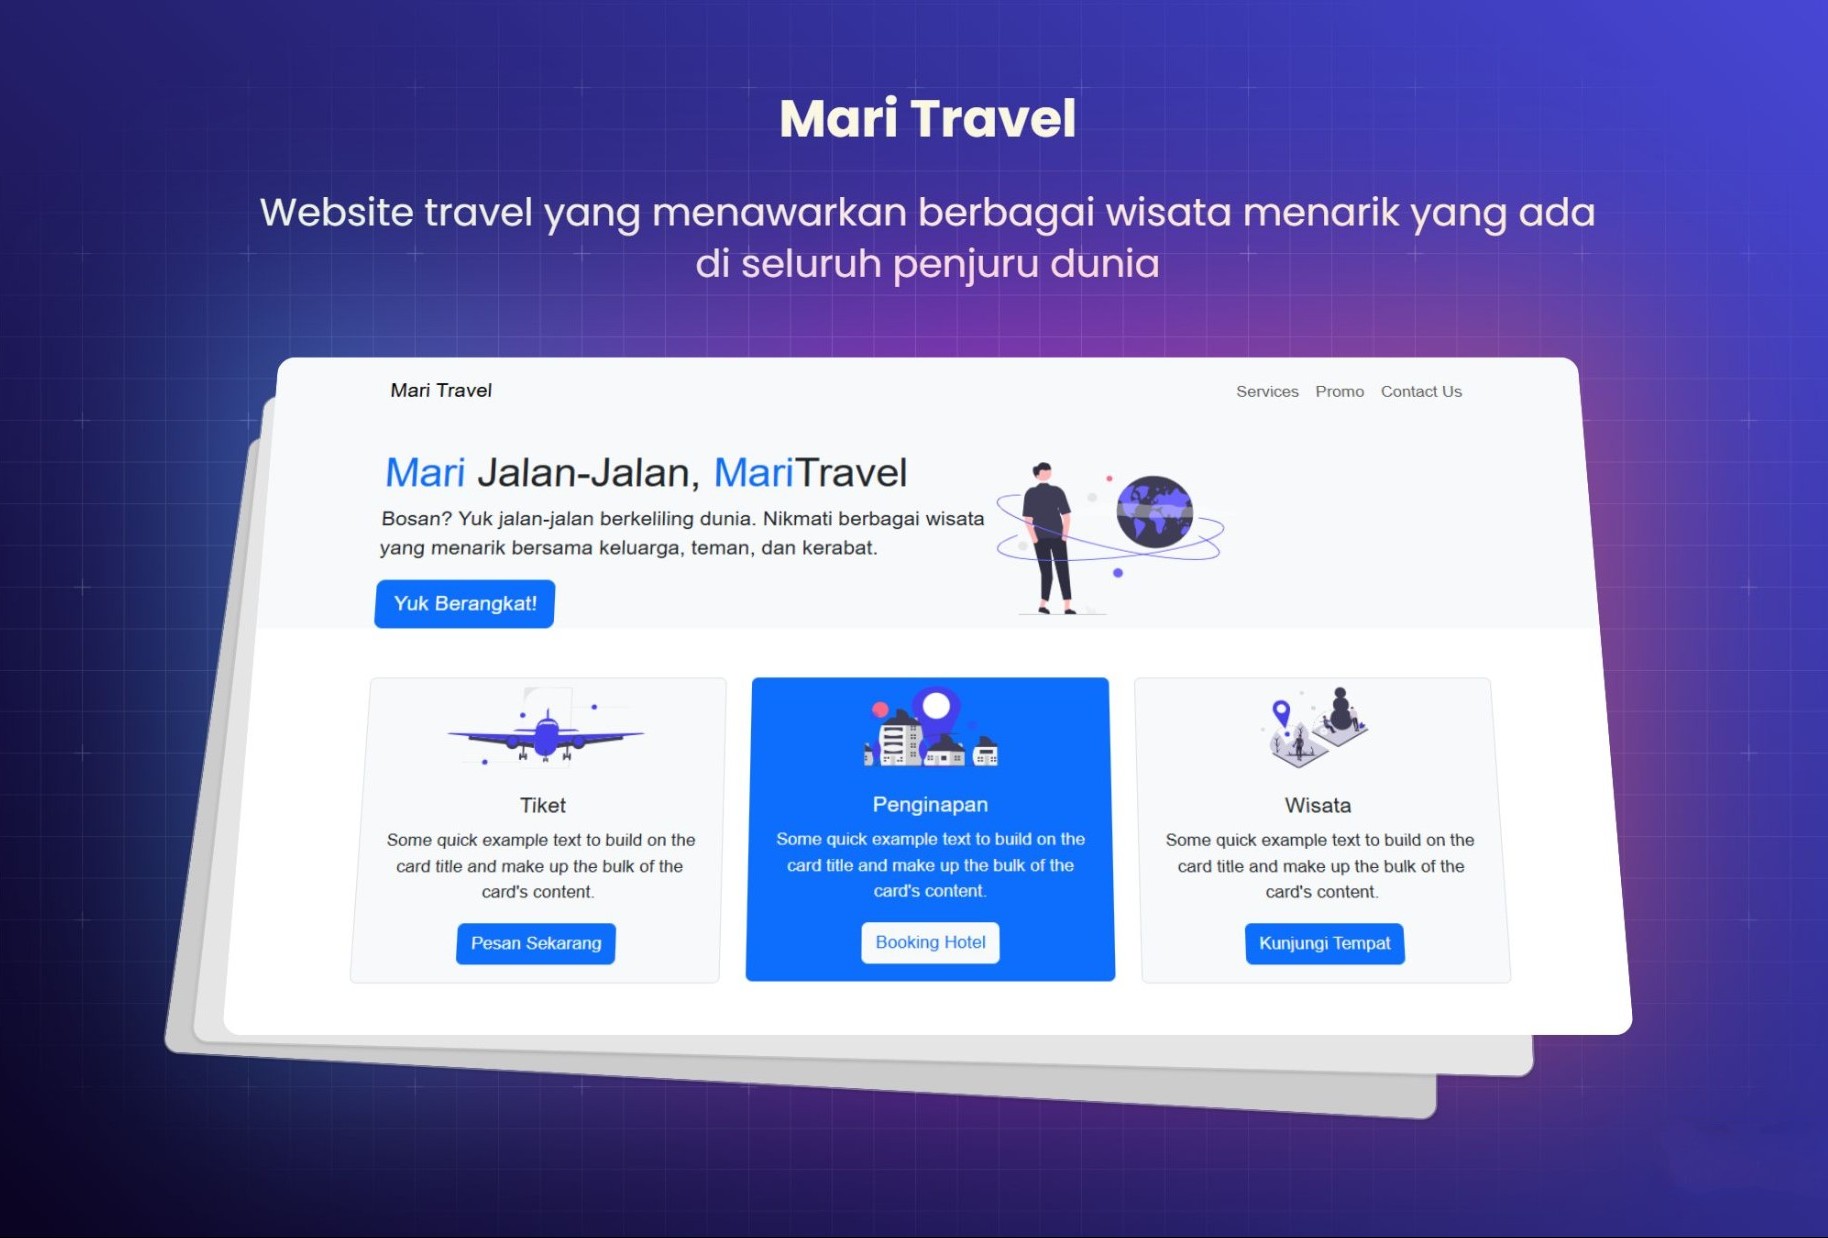 Mari Travel
Website travel yang menawarkan berbagai wisata menarik yang ada
di seluruh penjuru dunia
Mari Travel
Services Promo Contact Us
Mari Jalan-Jalan, MariTravel
Bosan? Yuk jalan-jalan berkeliling dunia. Nikmati berbagai wisata
yang menarik bersama keluarga, teman, dan kerabat.
Yuk Berangkat!
Tiket
Some quick example text to build on the
card title and make up the bulk of the
card's content.
Pesan Sekarang
Penginapan
Some quick example text to build on the
card title and make up the bulk of the
card's content.
Booking Hotel
Wisata
Some quick example text to build on the
card title and make up the bulk of the
card's content.
Kunjungi Tempat